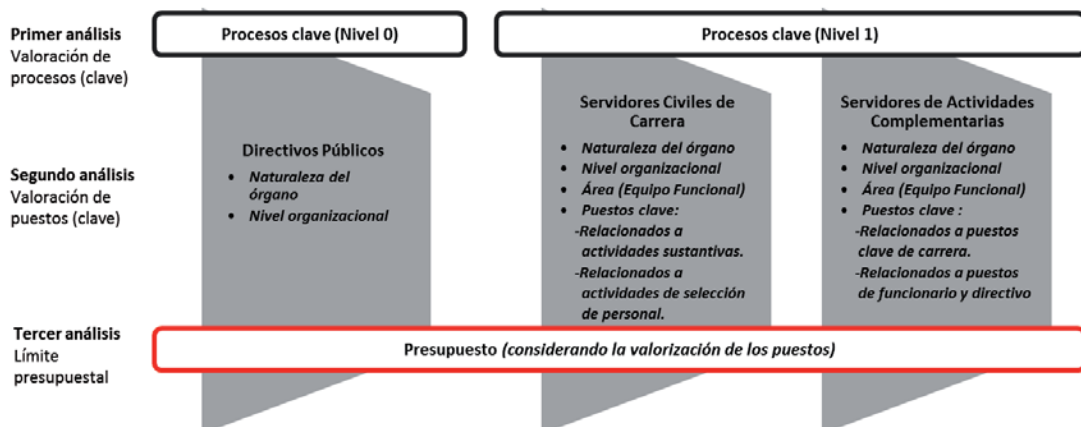 Primer análisis
Valoración de
procesos (clave)
Procesos clave (Nivel 0)
Procesos clave (Nivel 1)
Segundo análisis
Valoración de
puestos (clave)
Directivos Públicos
• Naturaleza del
órgano
• Nivel organizacional
Servidores Civiles de
Carrera
• Naturaleza del órgano
• Nivel organizacional
• Área (Equipo Funcional)
• Puestos clave:
-Relacionados a
actividades sustantivas.
-Relacionados a
actividades de selección
de personal.
Servidores de Actividades
Complementarias
• Naturaleza del órgano
• Nivel organizacional
• Área (Equipo Funcional)
• Puestos clave :
-Relacionados a puestos
clave de carrera.
-Relacionados a puestos
de funcionario y directivo
Tercer análisis
Límite
presupuestal
Presupuesto (considerando la valorización de los puestos)